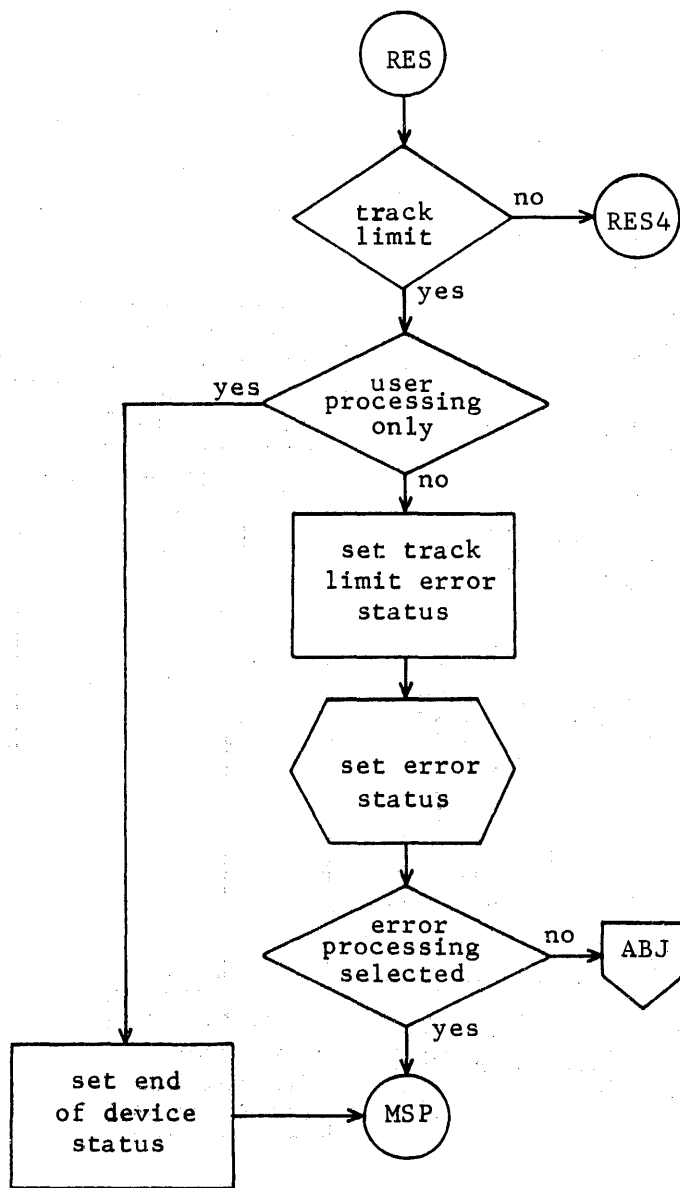 RES
track
limit
no
RES4
yes
user
processing
only
yes
no
set track
limit error
status
set error
status
error
processing
selected
no
ABJ
yes
set end
of device
status
MSP